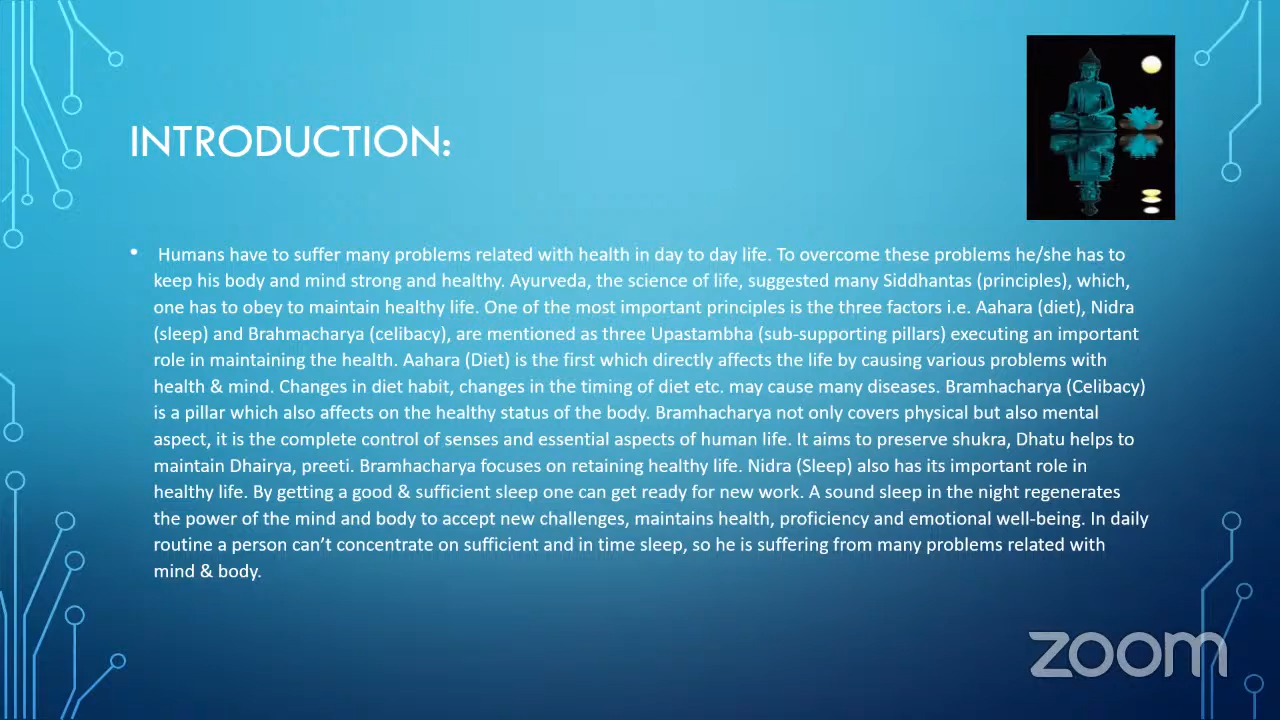 INTRODUCTION:
• Humans have to suffer many problems related with health in day to day life. To overcome these problems he/she has to
keep his body and mind strong and healthy. Ayurveda, the science of life, suggested many Siddhantas (principles), which,
one has to obey to maintain healthy life. One of the most important principles is the three factors i.e. Aahara (diet), Nidra
(sleep) and Brahmacharya (celibacy), are mentioned as three Upastambha (sub-supporting pillars) executing an important
role in maintaining the health. Aahara (Diet) is the first which directly affects the life by causing various problems with
health & mind. Changes in diet habit, changes in the timing of diet etc. may cause many diseases. Bramhacharya (Celibacy)
is a pillar which also affects on the healthy status of the body. Bramhacharya not only covers physical but also mental
aspect, it is the complete control of senses and essential aspects of human life. It aims to preserve shukra, Dhatu helps to
maintain Dhairya, preeti. Bramhacharya focuses on retaining healthy life. Nidra (Sleep) also has its important role in
healthy life. By getting a good & sufficient sleep one can get ready for new work. A sound sleep in the night regenerates
the power of the mind and body to accept new challenges, maintains health, proficiency and emotional well-being. In daily
routine a person can't concentrate on sufficient and in time sleep, so he is suffering from many problems related with
mind & body.
zoom